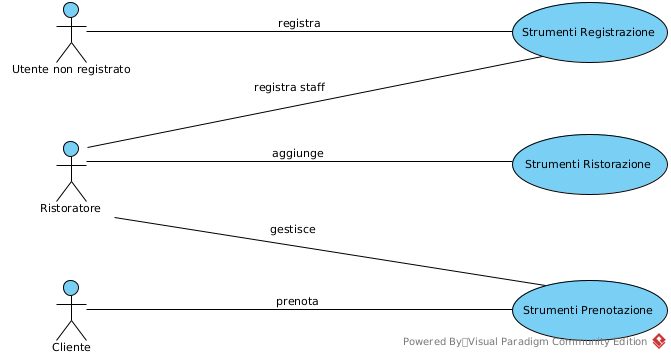 registra
Strumenti Registrazione
Utente non registrato
registra staff
aggiunge
Strumenti Ristorazione
Ristoratore
gestisce
prenota
Strumenti Prenotazione
Powered By Visual Paradigm Community Edition
Cliente